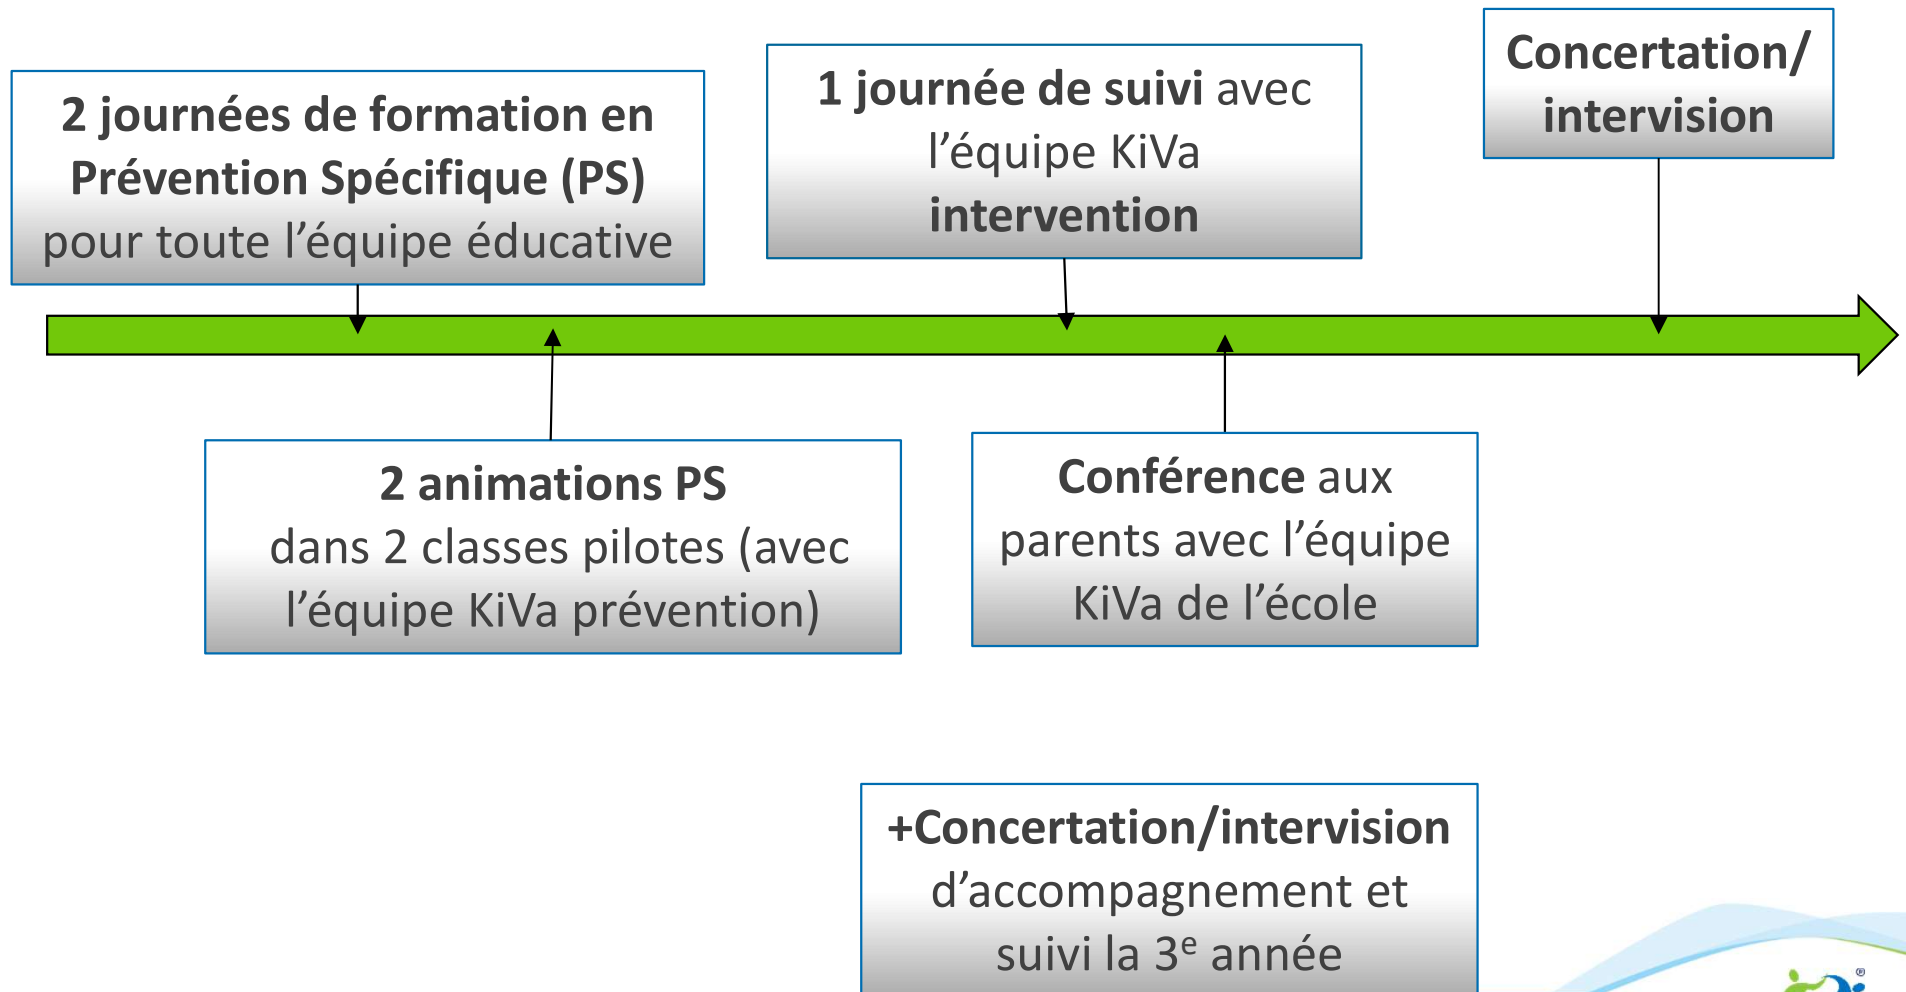 2 journées de formation en
Prévention Spécifique (PS)
pour toute l’équipe éducative
1 journée de suivi avec
l’équipe KiVa
intervention
Concertation/
intervision
2 animations PS
dans 2 classes pilotes (avec
l’équipe KiVa prévention)
Conférence aux
parents avec l’équipe
KiVa de l’école
+Concertation/intervision
d’accompagnement et
suivi la 3ᵉ année
®